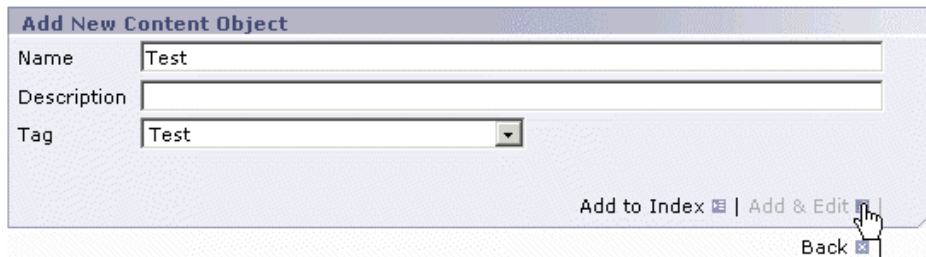 Add New Content Object
Name Test
Description
Tag Test
Add to Index | Add & Edit |
Back |